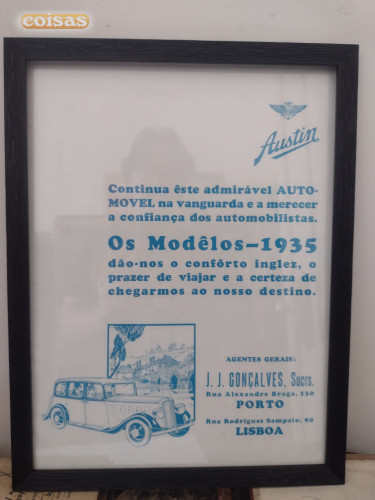 coisas
Austin
Continua êste admirável AUTO-
MOVEL na vanguarda e a merecer
a confiança dos automobilistas.
Os Modêlos-1935
dão-nos o confôrto inglez, o
prazer de viajar e a certeza de
chegarmos ao nosso destino.
AGENTES GERAIS:
J. J. GONÇALVES, Sucrs.
Rua Alexandre Braga, 130
PORTO
Rua Rodrigues Sampaio, 90
LISBOA